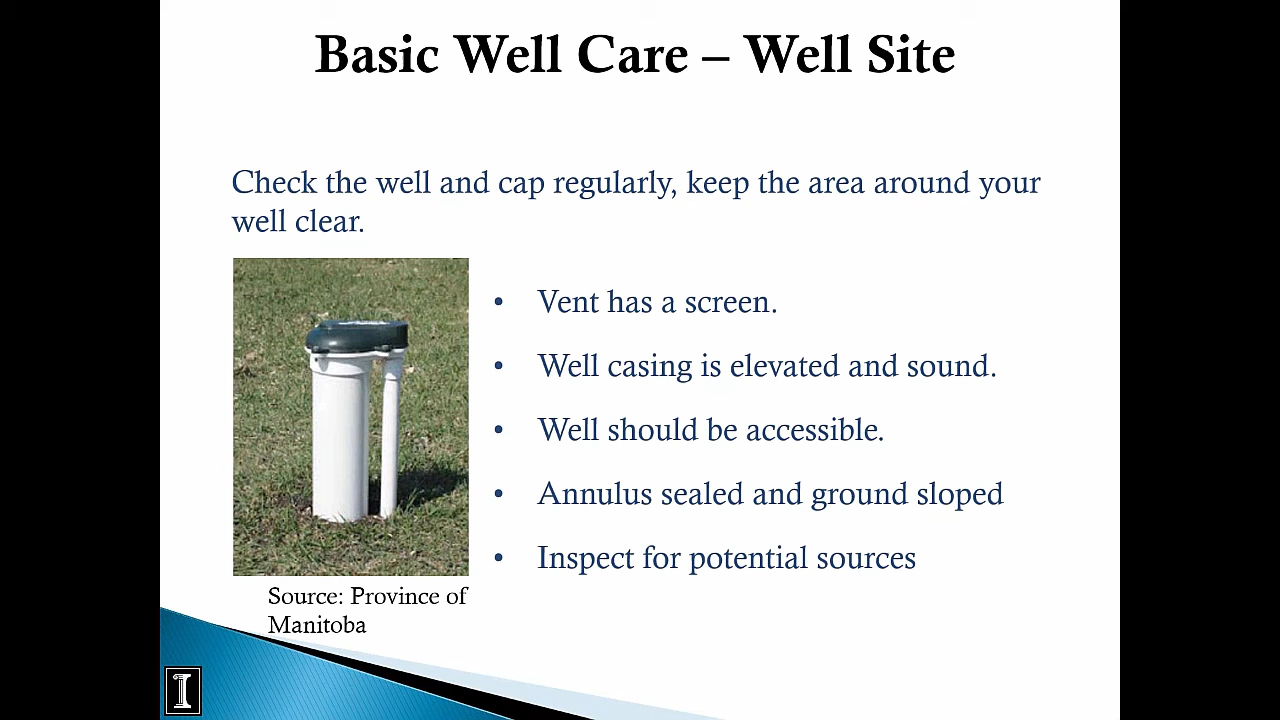 Basic Well Care – Well Site
Check the well and cap regularly, keep the area around your
well clear.
• Vent has a screen.
• Well casing is elevated and sound.
• Well should be accessible.
• Annulus sealed and ground sloped
• Inspect for potential sources
Source: Province of
Manitoba
I